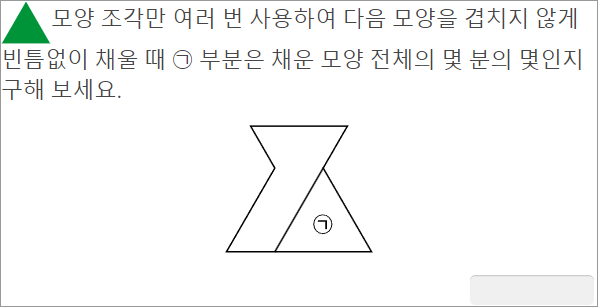 모양 조각만 여러 번 사용하여 다음 모양을 겹치지 않게
빈틈없이 채울 때 ㉠ 부분은 채운 모양 전체의 몇 분의 몇인지
구해 보세요.
㉠